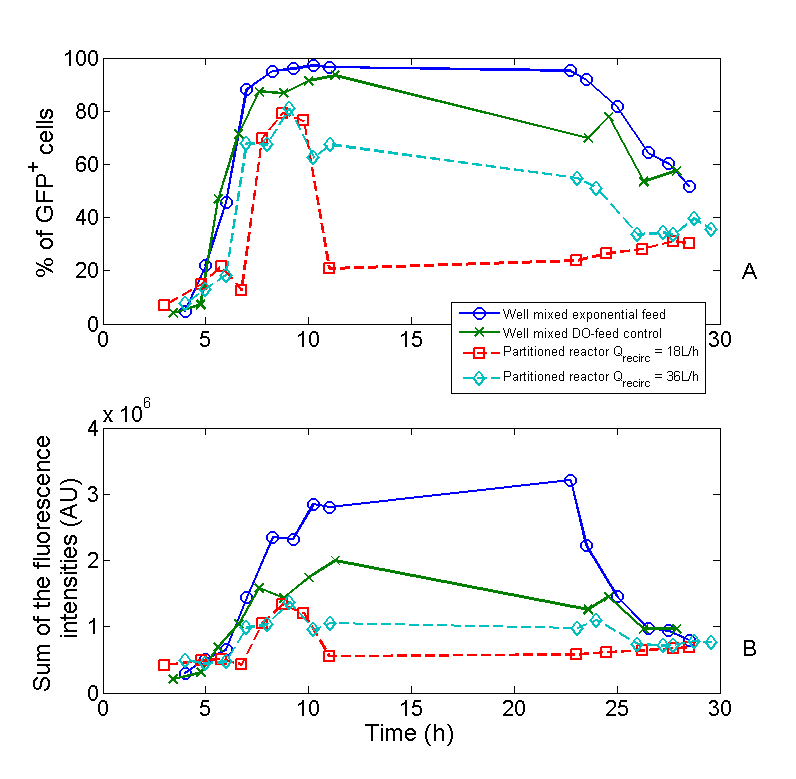 100
80
60
40
20
0
% of GFP+ cells
0 5 10 15 20 25 30
A
Well mixed exponential feed
Well mixed DO-feed control
Partitioned reactor Qrecirc = 18L/h
Partitioned reactor Qrecirc = 36L/h
x 10^6
4
3
2
1
0
Sum of the fluorescence
intensities (AU)
B
0 5 10 15 20 25 30
Time (h)